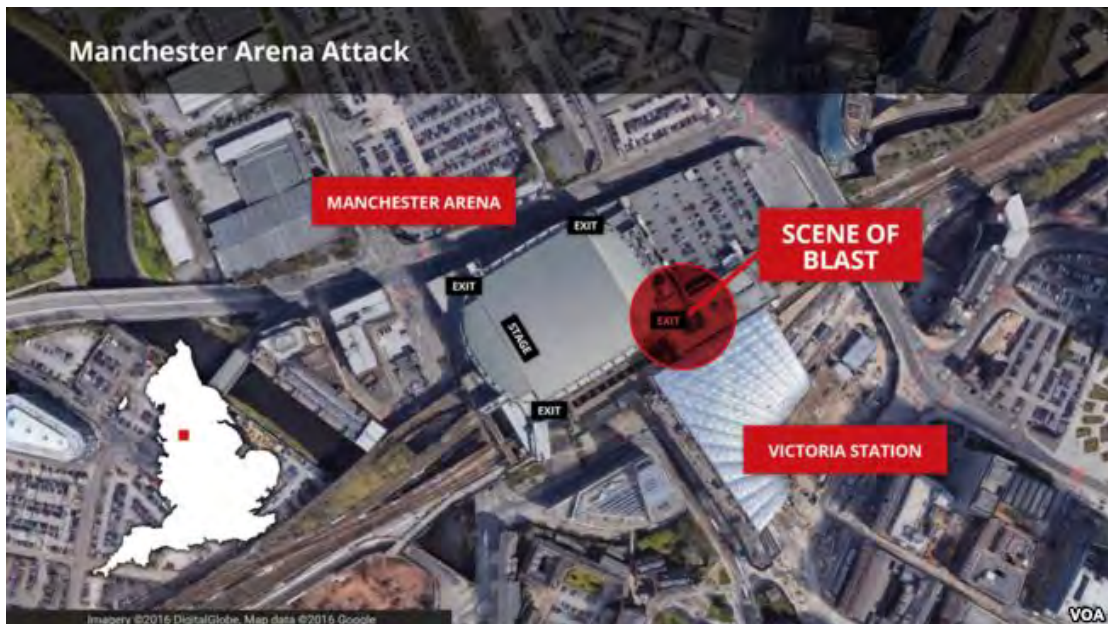 Manchester Arena Attack
MANCHESTER ARENA
EXIT
SCENE OF
BLAST
EXIT
EXIT
STAGE
EXIT
VICTORIA STATION
Imagery ©2016 DigitalGlobe, Map data ©2016 Google
VOA